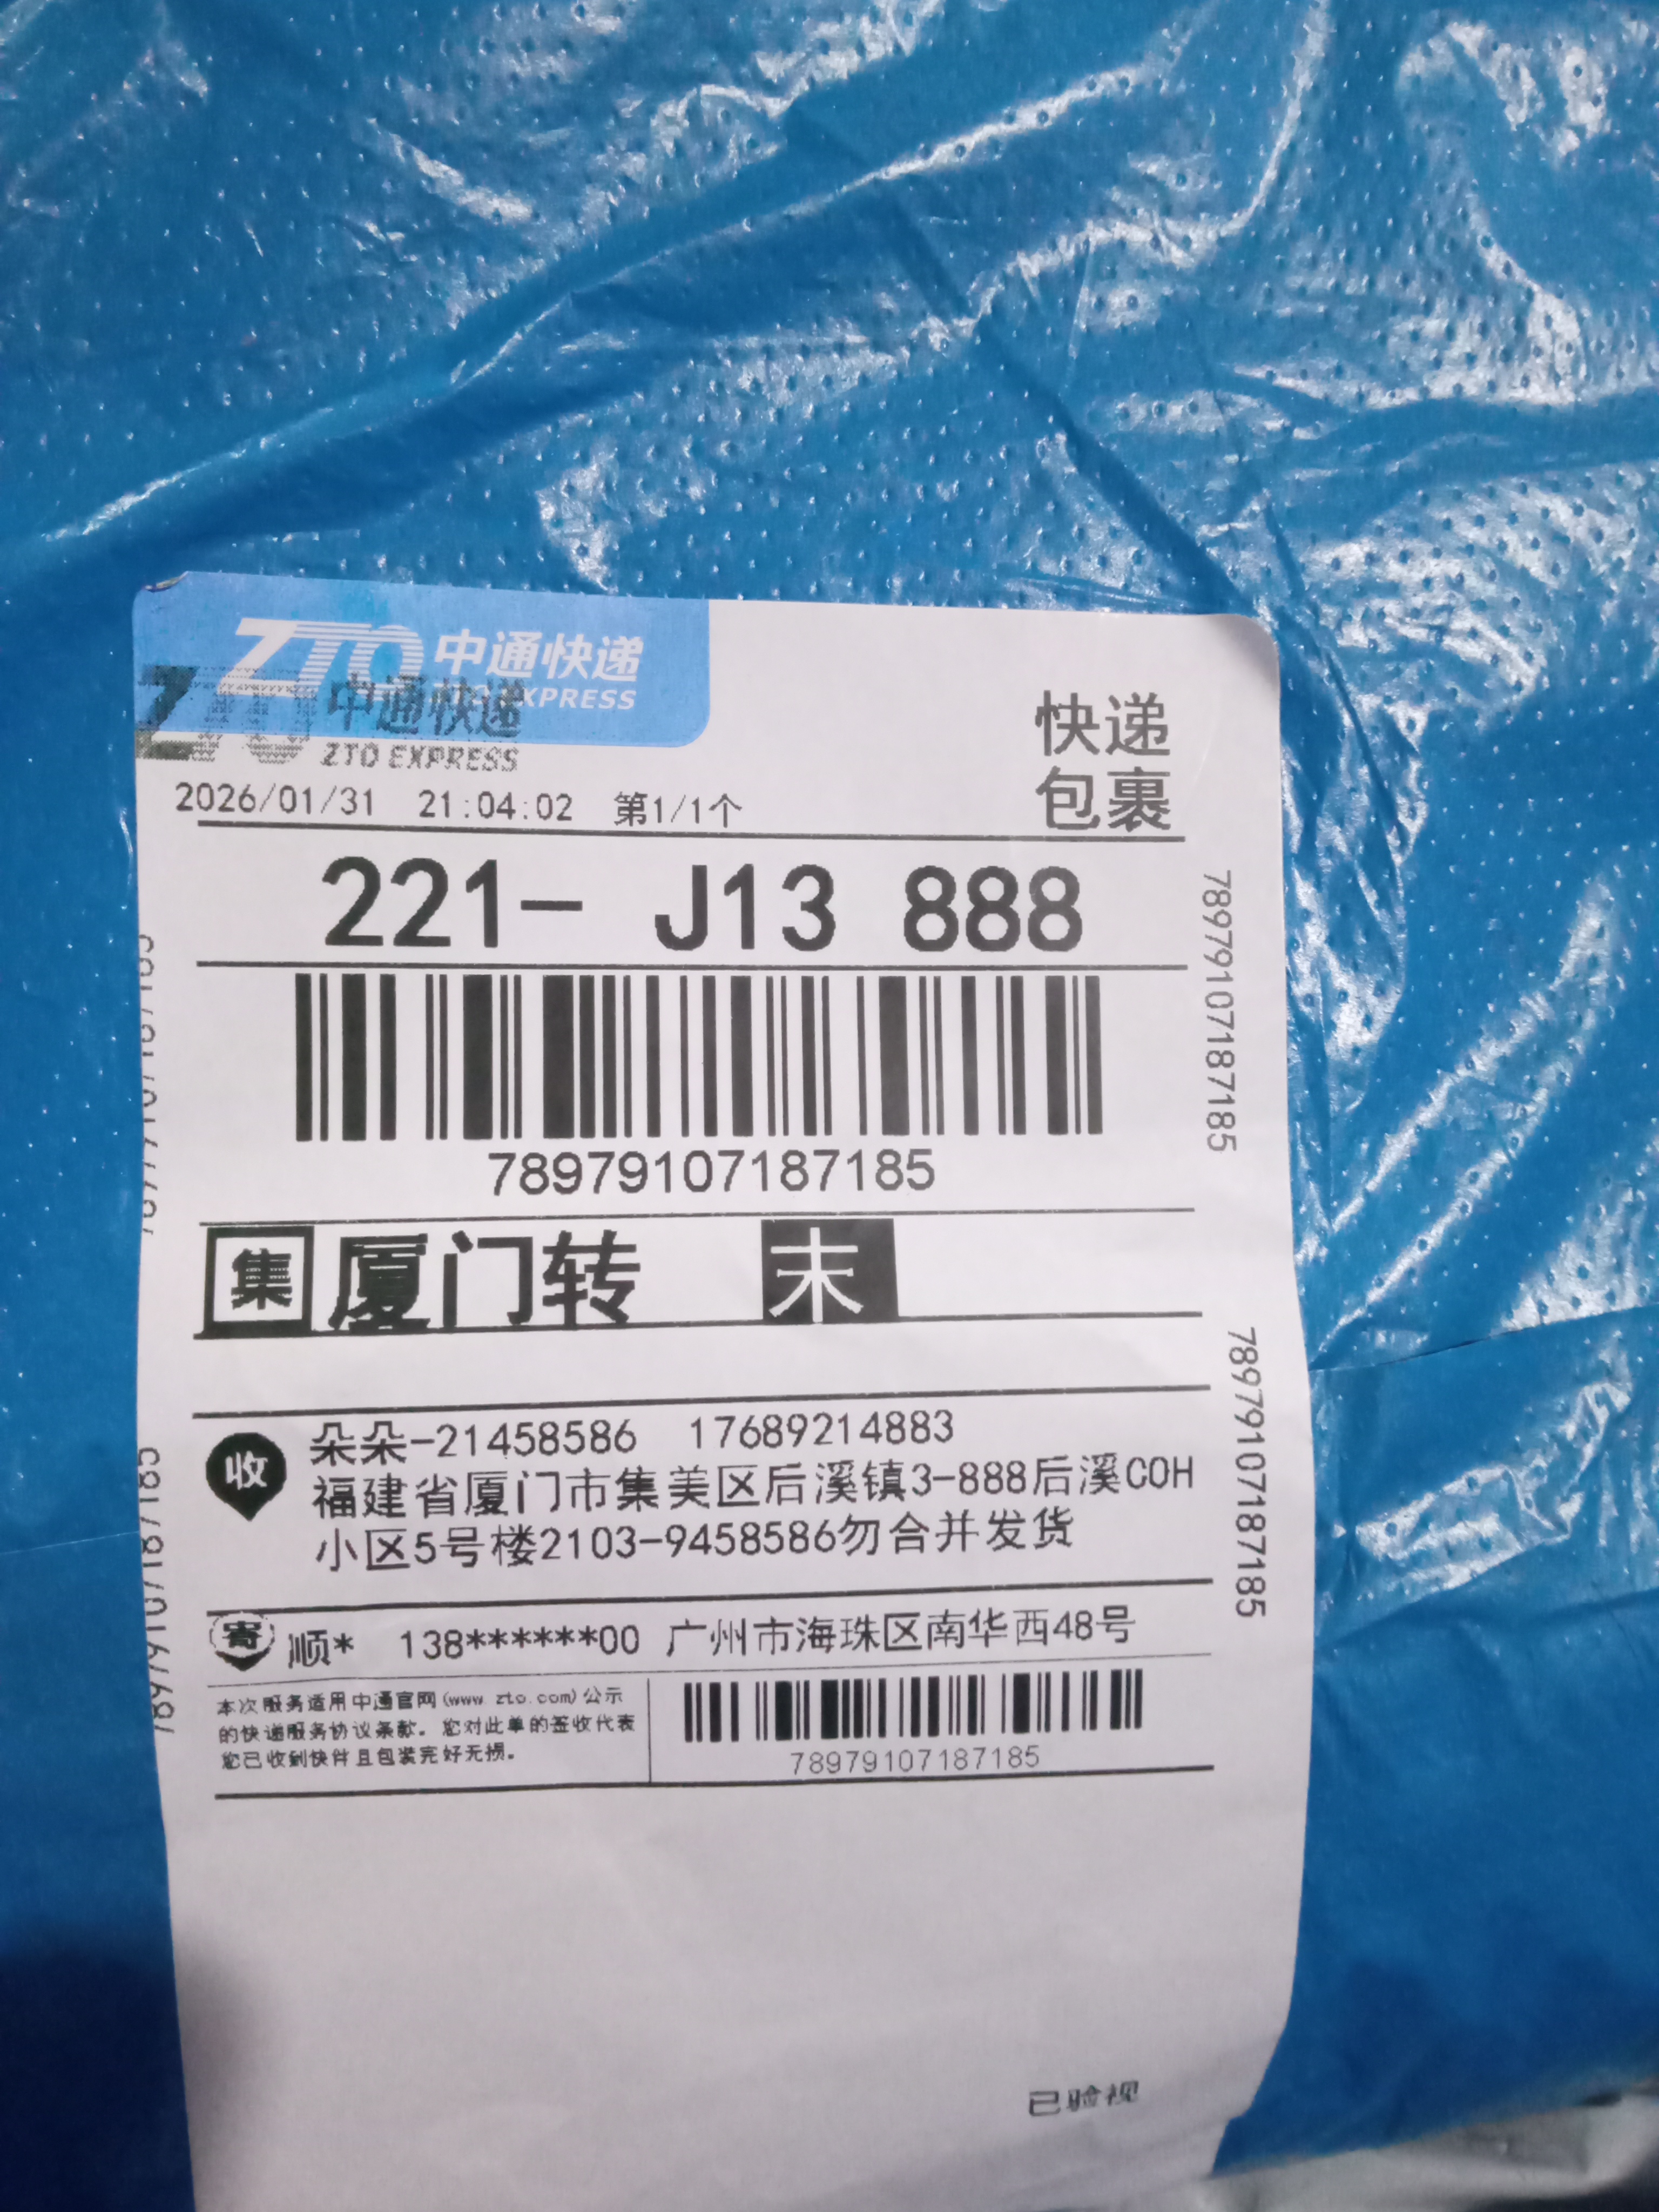 ZTO 中通快递
ZTO EXPRESS
中通快递
ZTO EXPRESS
快递
包裹
2026/01/31 21:04:02 第1/1个
221- J13 888
78979107187185
78979107187185
集 厦门转 末
收 朵朵-21458586 17689214883
福建省厦门市集美区后溪镇3-888后溪COH
小区5号楼2103-9458586勿合并发货
78979107187185
寄 顺* 138******00 广州市海珠区南华西48号
本次服务适用中通官网(www.zto.com)公示
的快递服务协议条款。您对此单的签收代表
您已收到快件且包装完好无损。
78979107187185
已验视